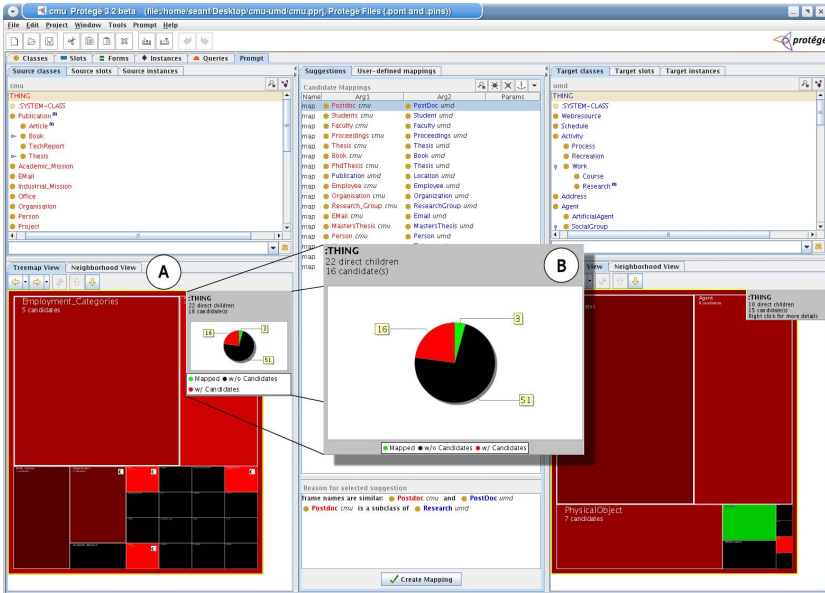 cmu Protégé 3.2 beta (file:/home/seanf/Desktop/cmu-umd/cmu.pprj, Protégé Files (.pont and .pins))
File Edit Project Window Tools Prompt Help
protégé
Classes Slots Forms Instances Queries Prompt
Source classes Source slots Source instances
cmu
THING
:SYSTEM-CLASS
Publication m
Article m
Book
TechReport
Thesis
Academic_Mission
EMail
Industrial_Mission
Office
Organisation
Person
Project
Suggestions User-defined mappings
Candidate Mappings
Name Arg1 Arg2 Params
map Postdoc cmu PostDoc umd
map Students cmu Student umd
map Faculty cmu Faculty umd
map Proceedings cmu Proceedings umd
map Thesis cmu Thesis umd
map Book cmu Book umd
map PhdThesis cmu Thesis umd
map Publication umd Location umd
map Employee cmu Employee umd
map Organisation cmu Organization umd
map Research_Group cmu ResearchGroup umd
map EMail cmu Email umd
map MastersThesis cmu MastersThesis umd
map Person cmu Person umd
map
map
Target classes Target slots Target instances
umd
THING
:SYSTEM-CLASS
Webresource
Schedule
Activity
Process
Recreation
Work
Course
Research m
Address
Agent
ArtificialAgent
SocialGroup
Treemap View Neighborhood View
A
Employment_Categories
5 candidates
:THING
22 direct children
16 candidate(s)
16
3
51
Mapped w/o Candidates
w/ Candidates
C
C
C
C
:THING
22 direct children
16 candidate(s)
B
16
3
51
Mapped w/o Candidates w/ Candidates
Reason for selected suggestion
frame names are similar: Postdoc cmu and PostDoc umd
Postdoc cmu is a subclass of Research umd
Create Mapping
View Neighborhood View
Agent
:THING
10 direct children
15 candidate(s)
Right click for more details
PhysicalObject
7 candidates